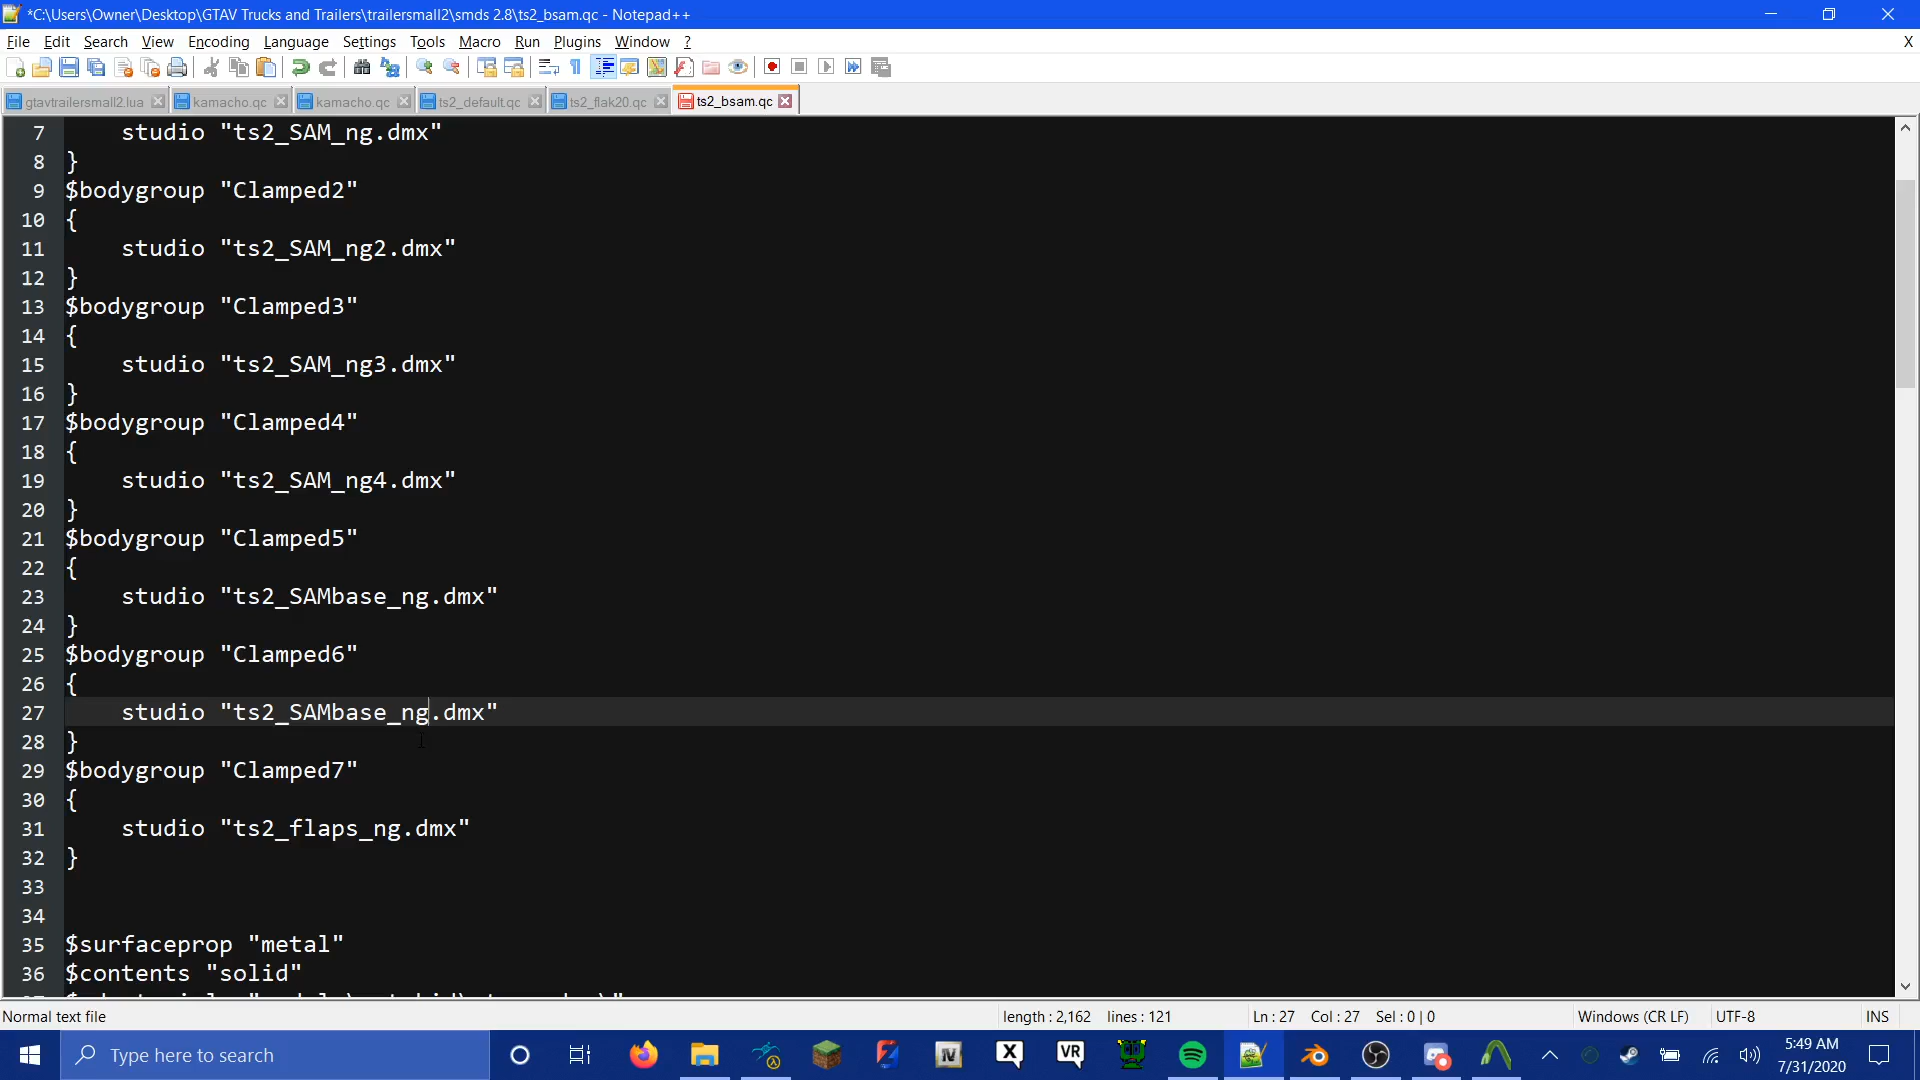 *C:\Users\Owner\Desktop\GTAV Trucks and Trailers\trailersmall2\smds 2.8\ts2_bsam.qc - Notepad++
File Edit Search View Encoding Language Settings Tools Macro Run Plugins Window ? X
gtavtrailersmall2.lua kamacho.qc kamacho.qc ts2_default.qc ts2_flak20.qc ts2_bsam.qc
7 studio "ts2_SAM_ng.dmx"
8 }
9 $bodygroup "Clamped2"
10 {
11 studio "ts2_SAM_ng2.dmx"
12 }
13 $bodygroup "Clamped3"
14 {
15 studio "ts2_SAM_ng3.dmx"
16 }
17 $bodygroup "Clamped4"
18 {
19 studio "ts2_SAM_ng4.dmx"
20 }
21 $bodygroup "Clamped5"
22 {
23 studio "ts2_SAMbase_ng.dmx"
24 }
25 $bodygroup "Clamped6"
26 {
27 studio "ts2_SAMbase_ng.dmx"
28 }
29 $bodygroup "Clamped7"
30 {
31 studio "ts2_flaps_ng.dmx"
32 }
33
34
35 $surfaceprop "metal"
36 $contents "solid"
Normal text file length : 2,162 lines : 121 Ln : 27 Col : 27 Sel : 0 | 0 Windows (CR LF) UTF-8 INS
Type here to search
IV
X
VR
5:49 AM
7/31/2020